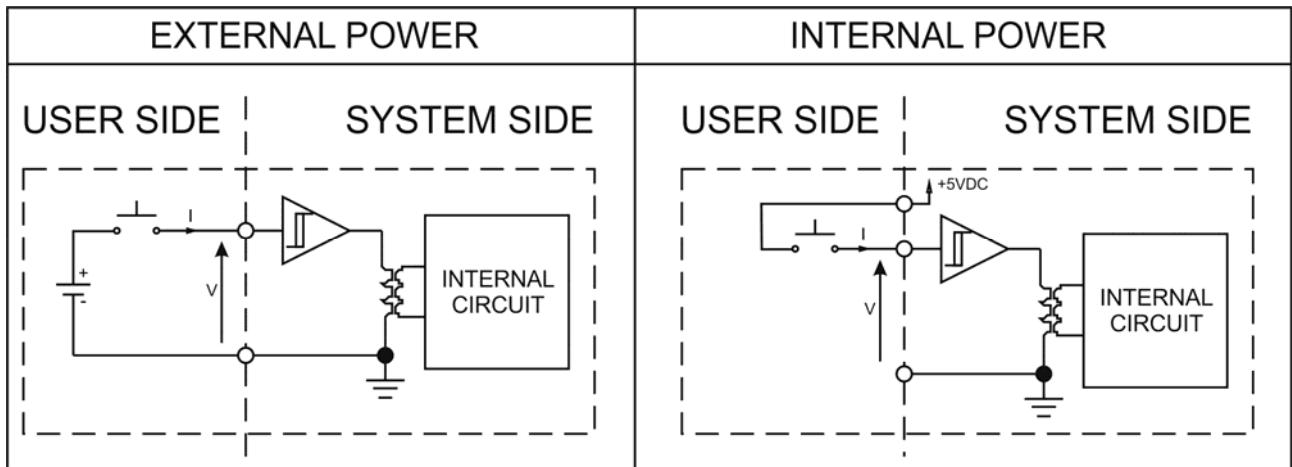 EXTERNAL POWER
USER SIDE
SYSTEM SIDE
I
+
-
V
INTERNAL
CIRCUIT
INTERNAL POWER
USER SIDE
SYSTEM SIDE
+5VDC
I
V
INTERNAL
CIRCUIT